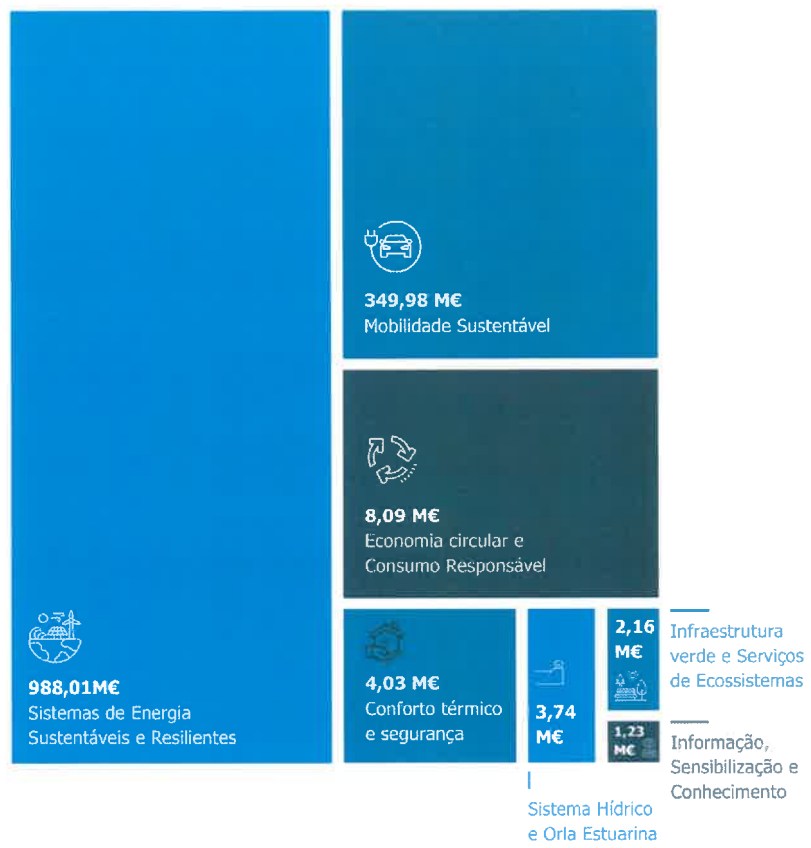 349,98 M€
Mobilidade Sustentável
8,09 M€
Economia circular e
Consumo Responsável
988,01M€
Sistemas de Energia
Sustentáveis e Resilientes
4,03 M€
Conforto térmico
e segurança
3,74
M€
Sistema Hídrico
e Orla Estuarina
2,16
M€
Infraestrutura
verde e Serviços
de Ecossistemas
1,23
M€
Informação,
Sensibilização e
Conhecimento